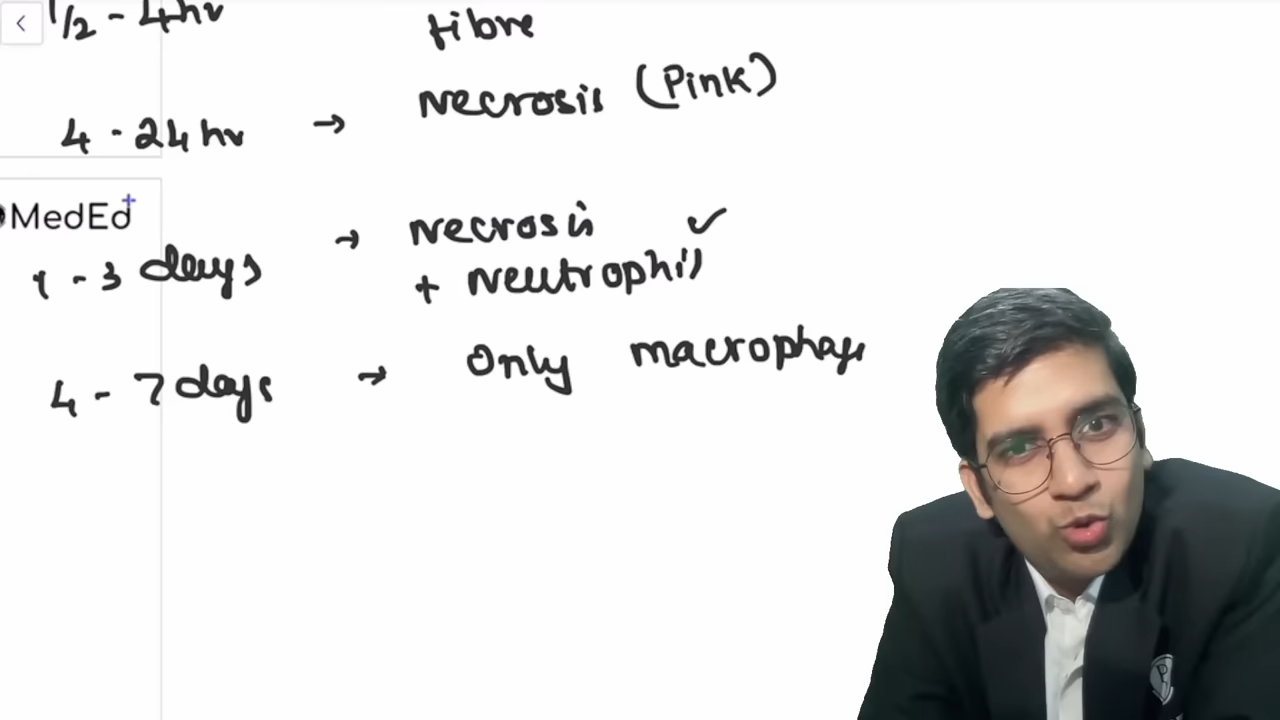 1/2 - 4hr
fibre
4 - 24 hr → necrosis (Pink)
MedEd+
1 - 3 days → necrosis ✓
+ neutrophil
4 - 7 days → Only macrophage